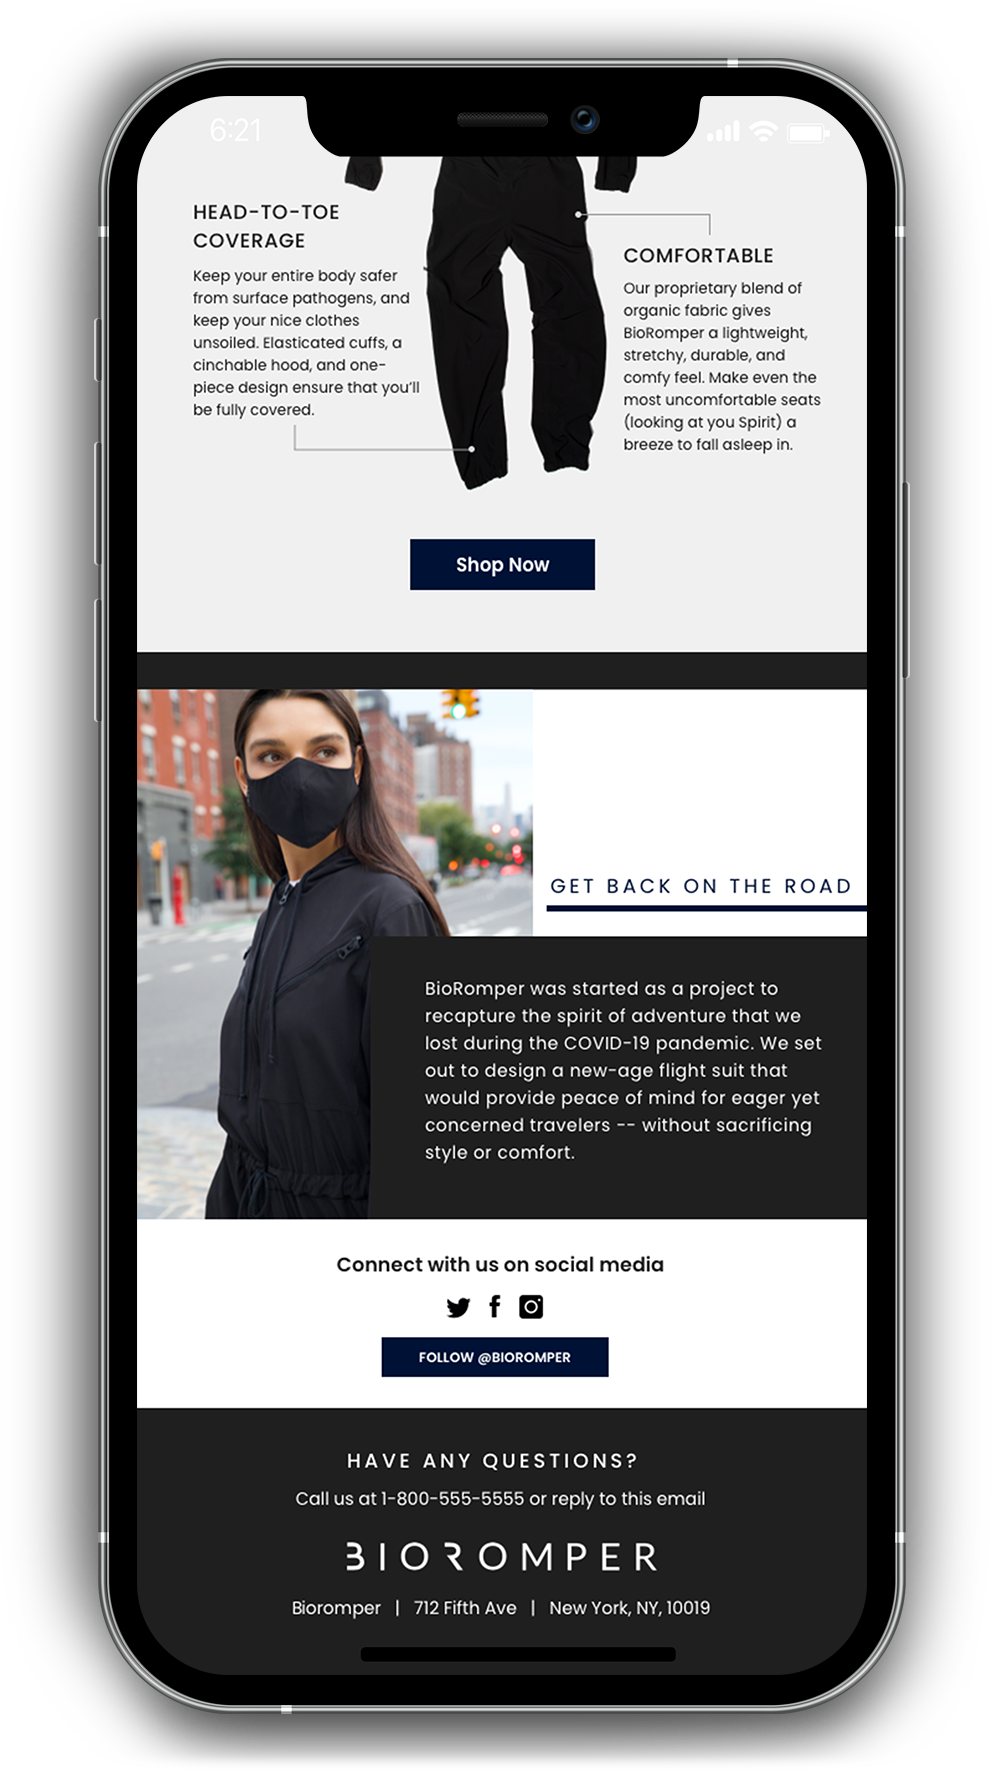 6:21
HEAD-TO-TOE
COVERAGE
Keep your entire body safer
from surface pathogens, and
keep your nice clothes
unsoiled. Elasticated cuffs, a
cinchable hood, and one-
piece design ensure that you'll
be fully covered.
COMFORTABLE
Our proprietary blend of
organic fabric gives
BioRomper a lightweight,
stretchy, durable, and
comfy feel. Make even the
most uncomfortable seats
(looking at you Spirit) a
breeze to fall asleep in.
Shop Now
GET BACK ON THE ROAD
BioRomper was started as a project to
recapture the spirit of adventure that we
lost during the COVID-19 pandemic. We set
out to design a new-age flight suit that
would provide peace of mind for eager yet
concerned travelers -- without sacrificing
style or comfort.
Connect with us on social media
FOLLOW @BIOROMPER
HAVE ANY QUESTIONS?
Call us at 1-800-555-5555 or reply to this email
BIOROMPER
Bioromper | 712 Fifth Ave | New York, NY, 10019